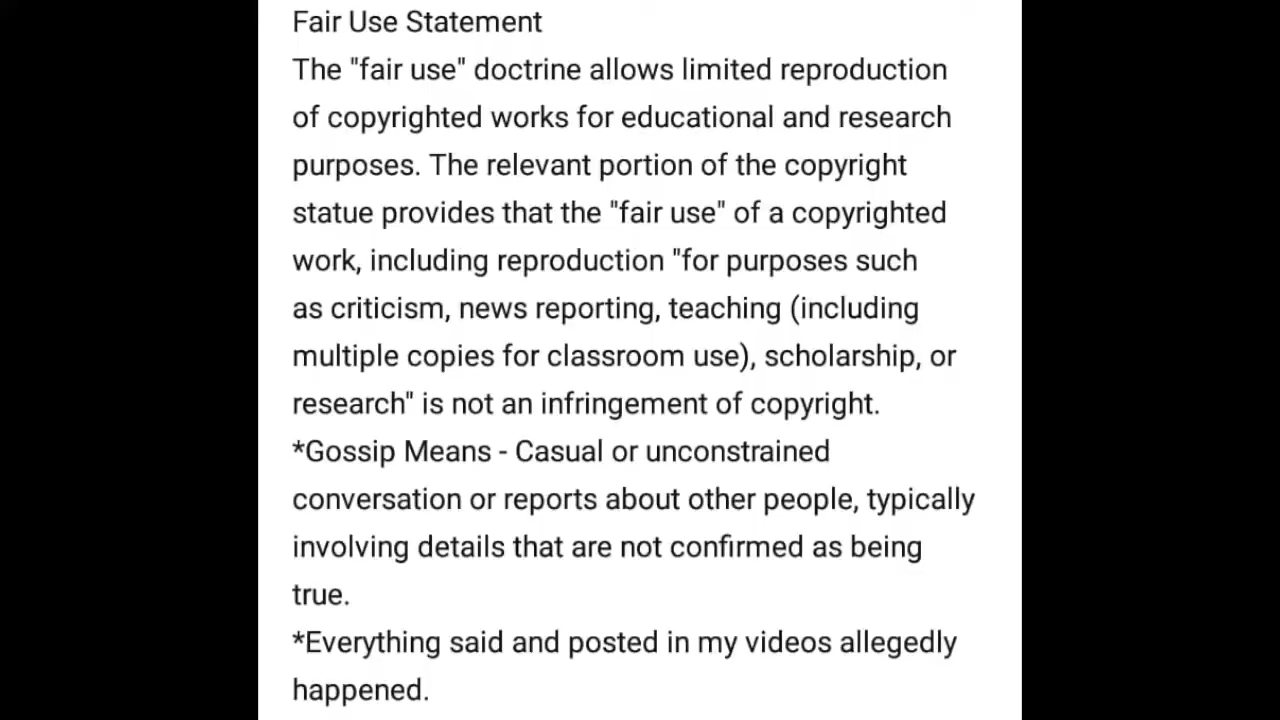 Fair Use Statement
The "fair use" doctrine allows limited reproduction
of copyrighted works for educational and research
purposes. The relevant portion of the copyright
statue provides that the "fair use" of a copyrighted
work, including reproduction "for purposes such
as criticism, news reporting, teaching (including
multiple copies for classroom use), scholarship, or
research" is not an infringement of copyright.
*Gossip Means - Casual or unconstrained
conversation or reports about other people, typically
involving details that are not confirmed as being
true.
*Everything said and posted in my videos allegedly
happened.